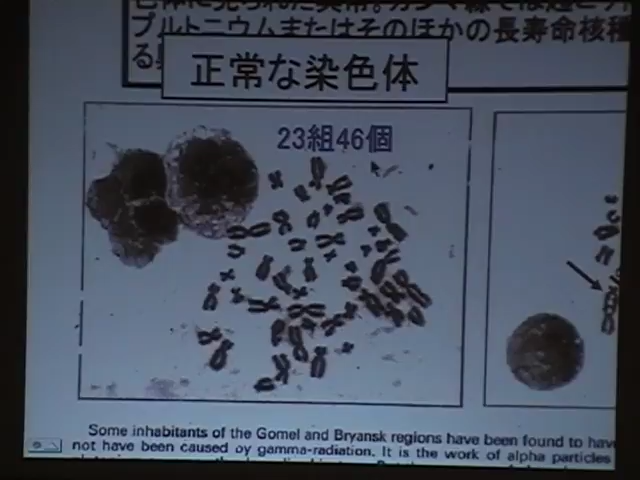 プルトニウムまたはそのほかの長寿命核種
る
正常な染色体
23組46個
Some inhabitants of the Gomel and Bryansk regions have been found to have
not have been caused by gamma-radiation. It is the work of alpha particles